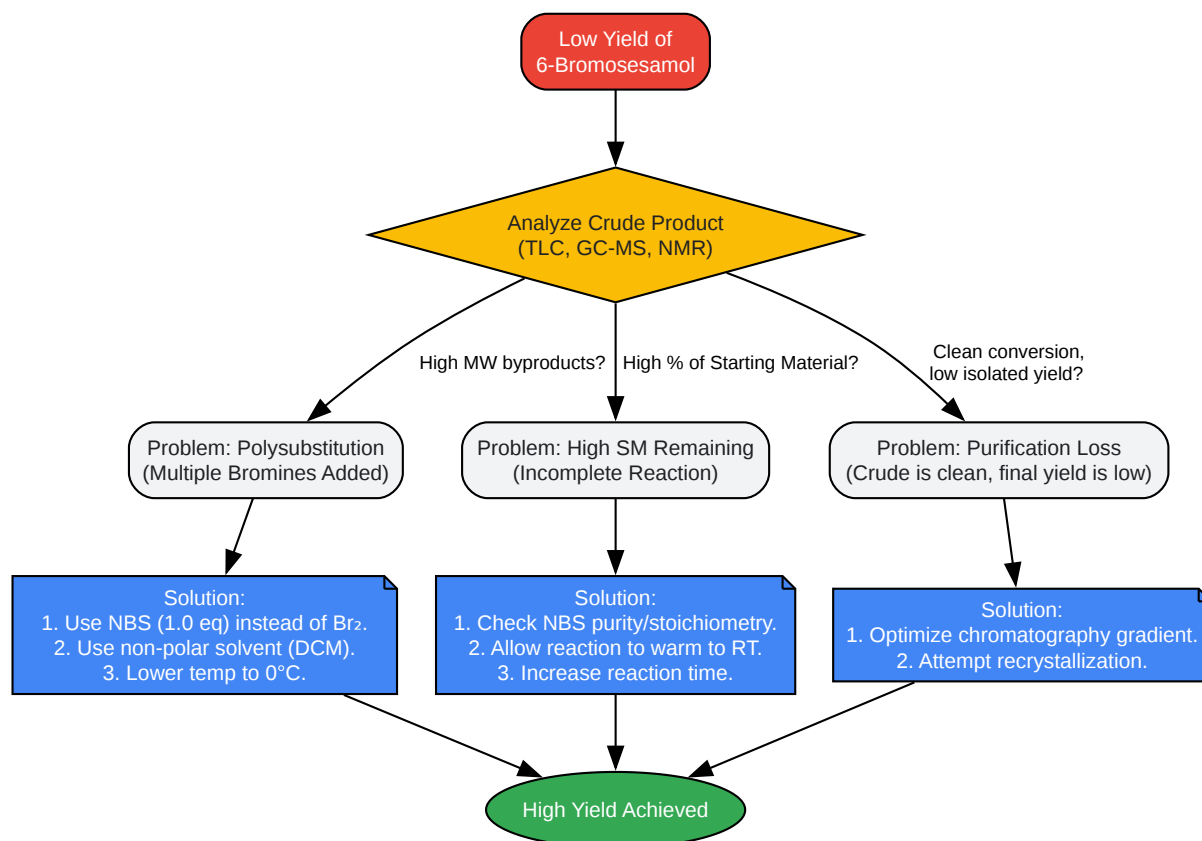 Low Yield of
6-Bromosesamol
Analyze Crude Product
(TLC, GC-MS, NMR)
High MW byproducts?
High % of Starting Material?
Clean conversion,
low isolated yield?
Problem: Polysubstitution
(Multiple Bromines Added)
Problem: High SM Remaining
(Incomplete Reaction)
Problem: Purification Loss
(Crude is clean, final yield is low)
Solution:
1. Use NBS (1.0 eq) instead of Br₂.
2. Use non-polar solvent (DCM).
3. Lower temp to 0°C.
Solution:
1. Check NBS purity/stoichiometry.
2. Allow reaction to warm to RT.
3. Increase reaction time.
Solution:
1. Optimize chromatography gradient.
2. Attempt recrystallization.
High Yield Achieved